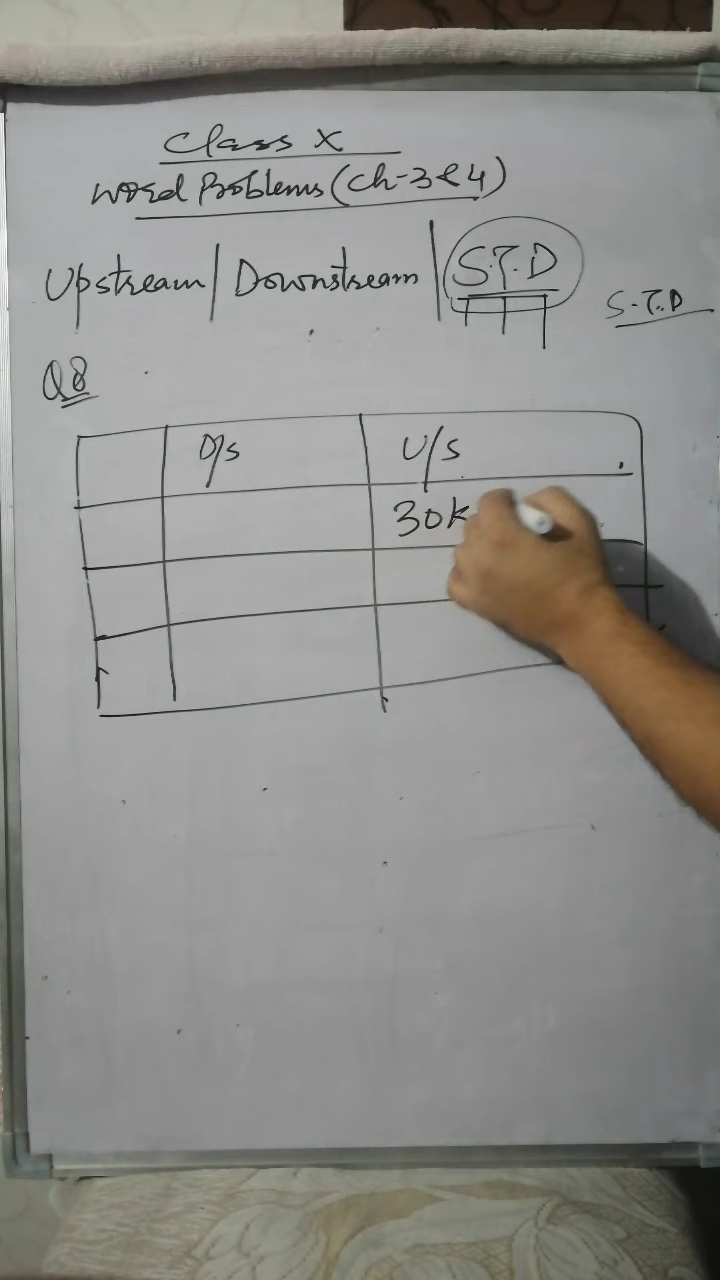 Class X
Word Problems (Ch-3 & 4)
Upstream / Downstream / S.T.D
S.T.D
Q8
D/s U/s
30k